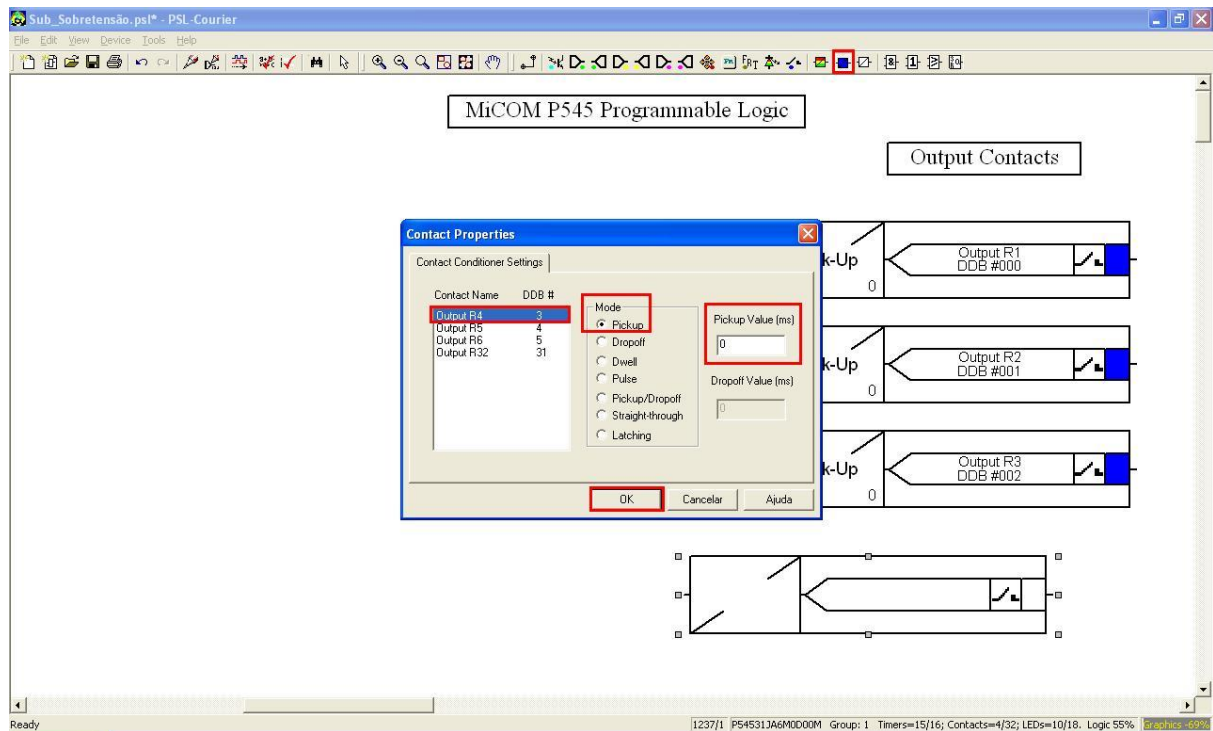 Sub_Sobretensão.psl* - PSL-Courier
File Edit View Device Tools Help
MiCOM P545 Programmable Logic
Output Contacts
Contact Properties
Contact Conditioner Settings
Contact Name DDB #
Output R4 3
Output R5 4
Output R6 5
Output R32 31
Mode
Pickup
Dropoff
Dwell
Pulse
Pickup/Dropoff
Straight-through
Latching
Pickup Value (ms)
0
Dropoff Value (ms)
0
OK Cancelar Ajuda
k-Up
0
Output R1
DDB #000
k-Up
0
Output R2
DDB #001
k-Up
0
Output R3
DDB #002
Ready
1237/1 P54531JA6M0D00M Group: 1 Timers=15/16; Contacts=4/32; LEDs=10/18. Logic 55% Graphics -69%